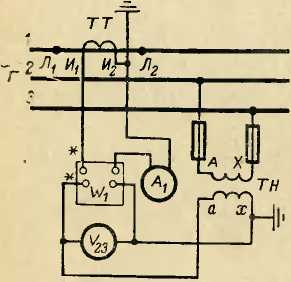 ТТ
1
Л₁ И₁ И₂ Л₂
~Г 2
3
А Х
ТН
* *
W₁
A₁
a x
V₂₃